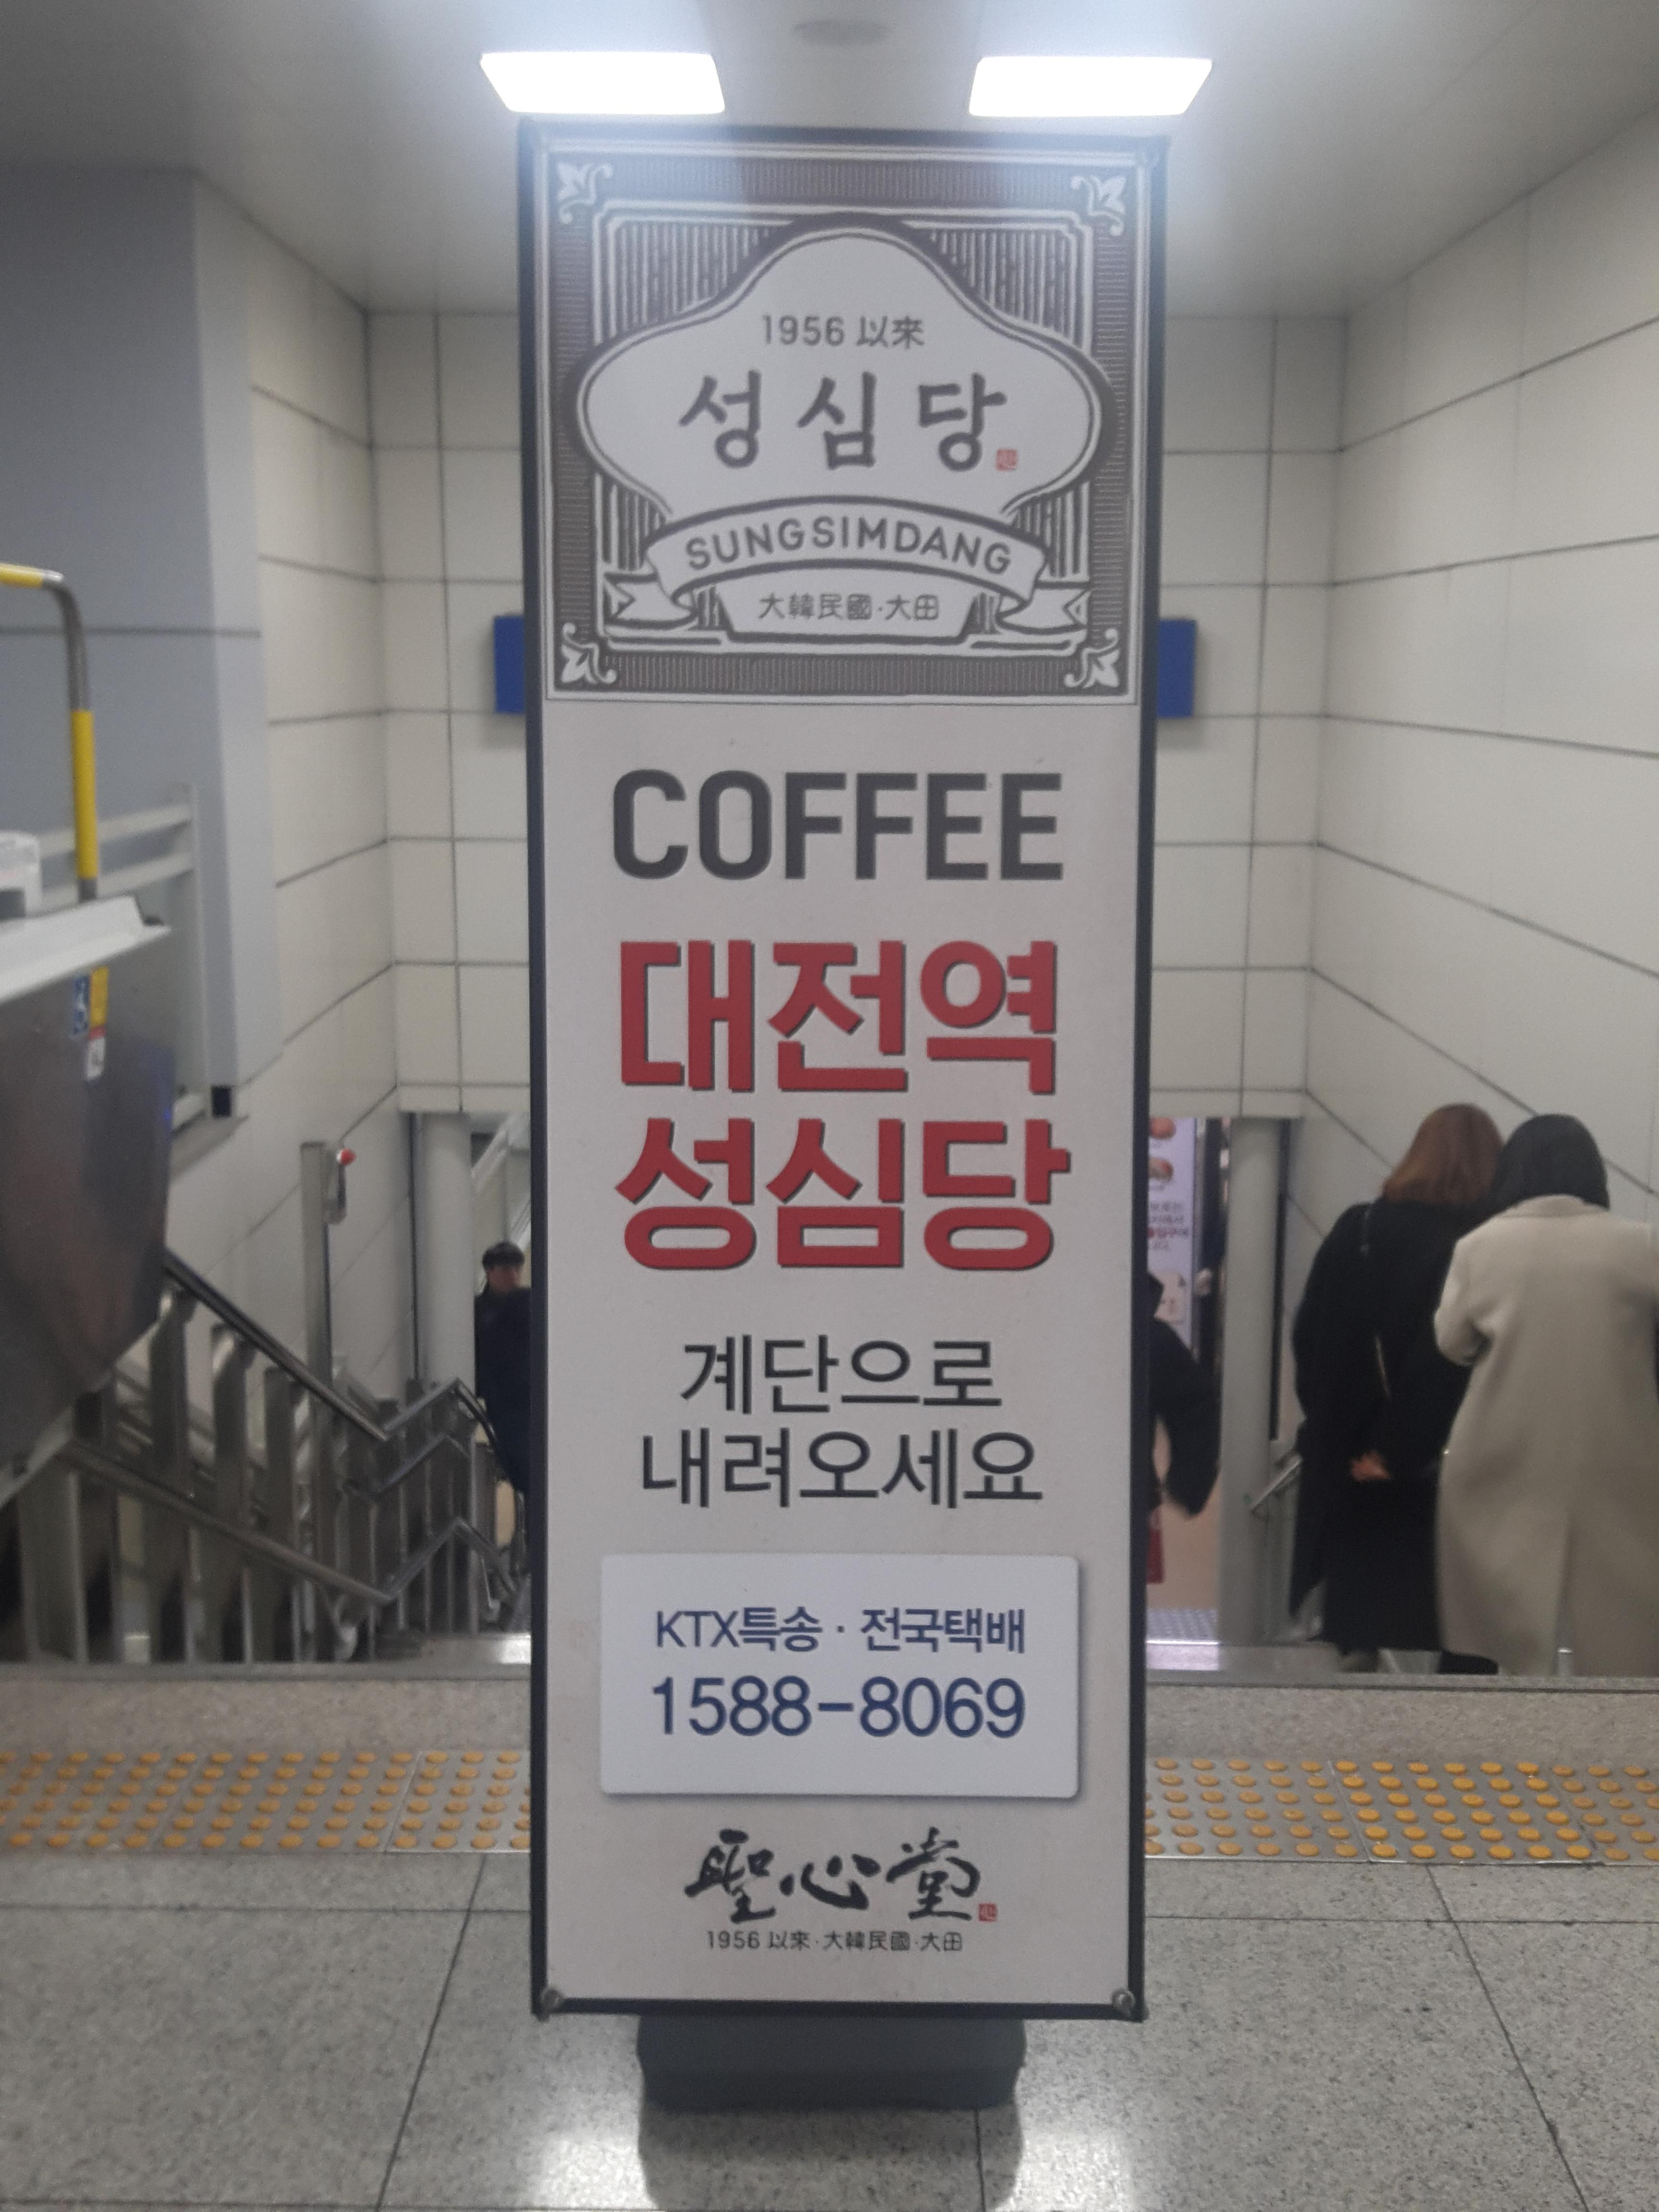 1956 以來
성심당
SUNGSIMDANG
大韓民國·大田
COFFEE
대전역
성심당
계단으로
내려오세요
KTX특송 · 전국택배
1588-8069
聖心堂
1956 以來·大韓民國·大田